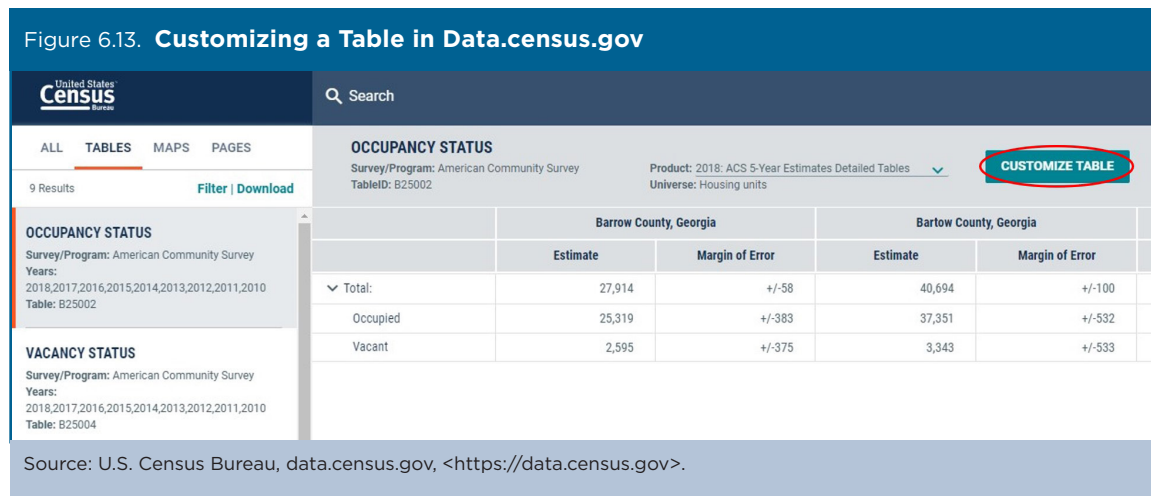 Figure 6.13. Customizing a Table in Data.census.gov
United States®
Census
Bureau
Search
ALL TABLES MAPS PAGES
9 Results Filter | Download
OCCUPANCY STATUS
Survey/Program: American Community Survey
Years:
2018,2017,2016,2015,2014,2013,2012,2011,2010
Table: B25002
VACANCY STATUS
Survey/Program: American Community Survey
Years:
2018,2017,2016,2015,2014,2013,2012,2011,2010
Table: B25004
OCCUPANCY STATUS
Survey/Program: American Community Survey
TableID: B25002
Product: 2018: ACS 5-Year Estimates Detailed Tables
Universe: Housing units
CUSTOMIZE TABLE
Barrow County, Georgia Bartow County, Georgia
Estimate Margin of Error Estimate Margin of Error
Total: 27,914 +/-58 40,694 +/-100
Occupied 25,319 +/-383 37,351 +/-532
Vacant 2,595 +/-375 3,343 +/-533
Source: U.S. Census Bureau, data.census.gov, <https://data.census.gov>.